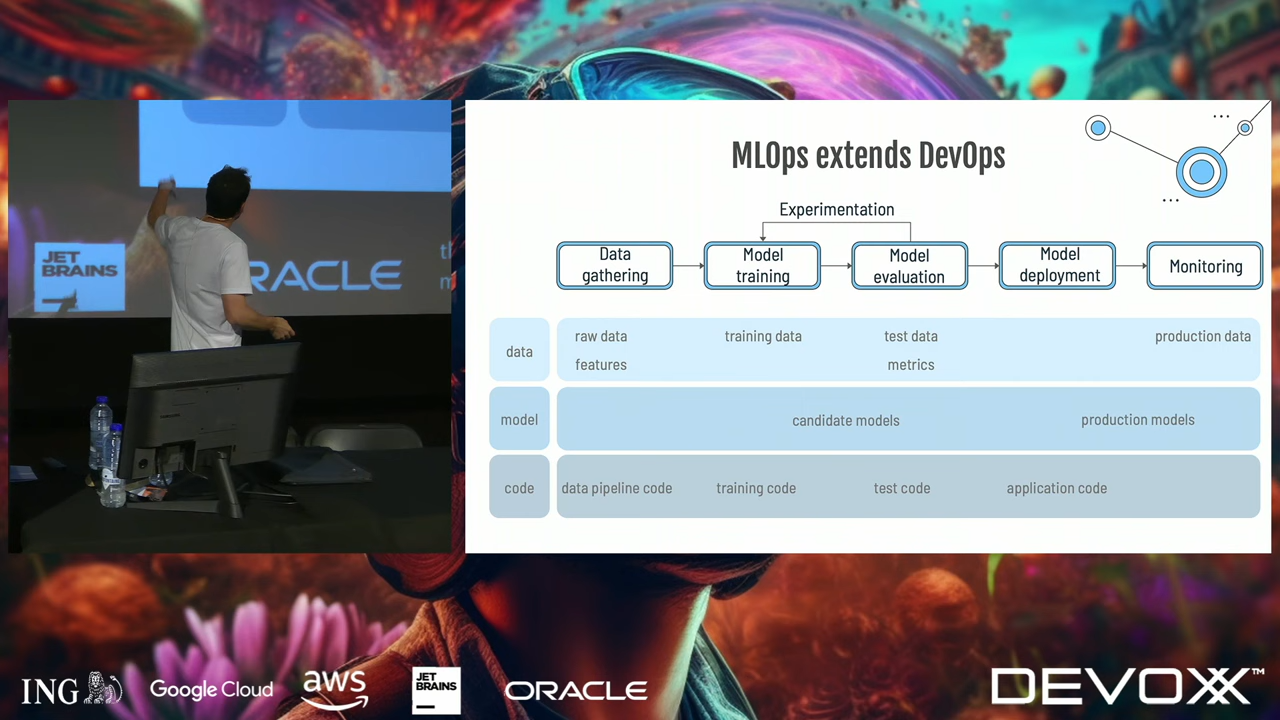 JET
BRAINS
RACLE
MLOps extends DevOps
Experimentation
Data
gathering
Model
training
Model
evaluation
Model
deployment
Monitoring
data
raw data
training data
test data
production data
features
metrics
model
candidate models
production models
code
data pipeline code
training code
test code
application code
ING
Google Cloud
aws
JET
BRAINS
ORACLE
DEVOXX™